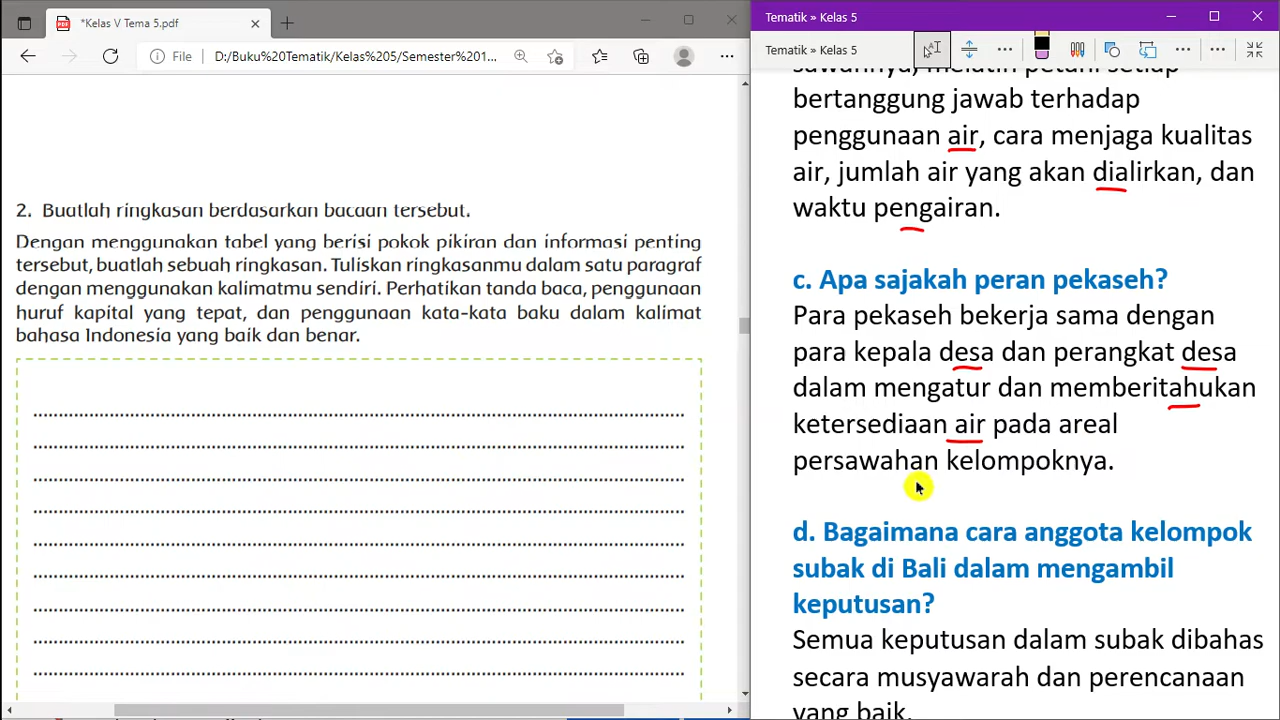 *Kelas V Tema 5.pdf
File
D:/Buku%20Tematik/Kelas%205/Semester%201...
2. Buatlah ringkasan berdasarkan bacaan tersebut.
Dengan menggunakan tabel yang berisi pokok pikiran dan informasi penting
tersebut, buatlah sebuah ringkasan. Tuliskan ringkasanmu dalam satu paragraf
dengan menggunakan kalimatmu sendiri. Perhatikan tanda baca, penggunaan
huruf kapital yang tepat, dan penggunaan kata-kata baku dalam kalimat
bahasa Indonesia yang baik dan benar.
Tematik » Kelas 5
Tematik » Kelas 5
sawahnya, melatih petani setiap
bertanggung jawab terhadap
penggunaan air, cara menjaga kualitas
air, jumlah air yang akan dialirkan, dan
waktu pengairan.
c. Apa sajakah peran pekaseh?
Para pekaseh bekerja sama dengan
para kepala desa dan perangkat desa
dalam mengatur dan memberitahukan
ketersediaan air pada areal
persawahan kelompoknya.
d. Bagaimana cara anggota kelompok
subak di Bali dalam mengambil
keputusan?
Semua keputusan dalam subak dibahas
secara musyawarah dan perencanaan
yang baik.